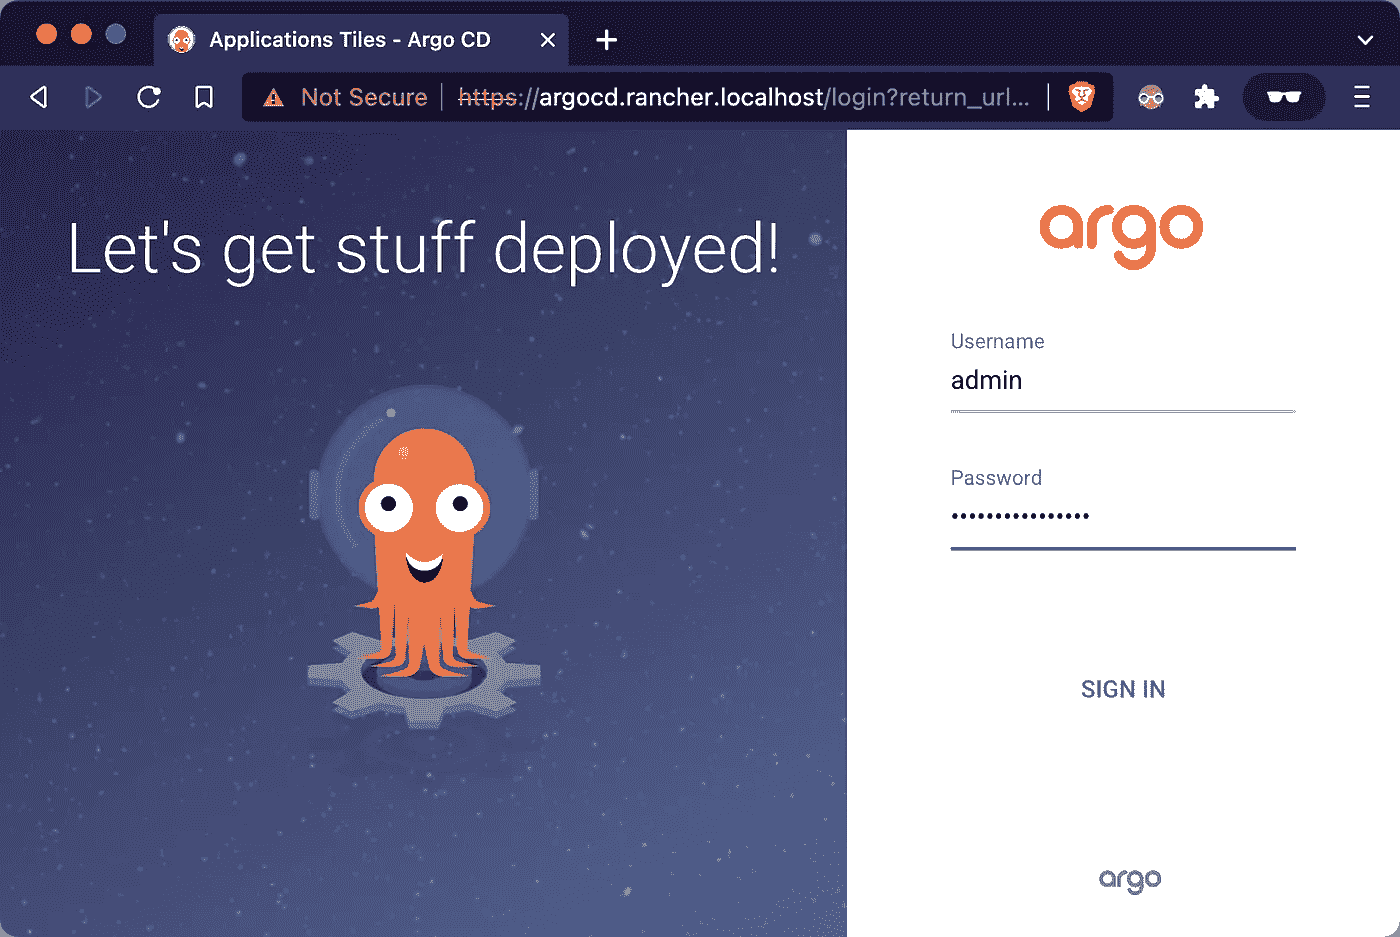 Applications Tiles - Argo CD
Not Secure https://argocd.rancher.localhost/login?return_url...
Let's get stuff deployed!
argo
Username
admin
Password
••••••••••••••••
SIGN IN
argo